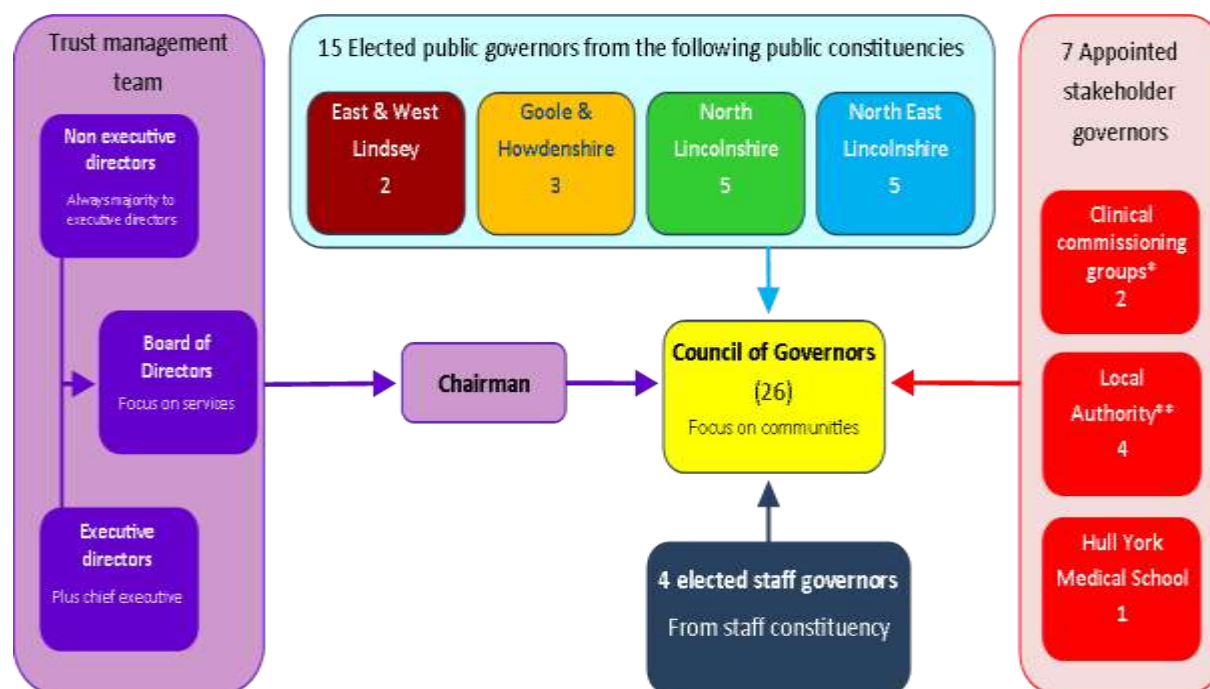 Trust management
team
Non executive
directors
Always majority to
executive directors
Board of
Directors
Focus on services
Executive
directors
Plus chief executive
15 Elected public governors from the following public constituencies
East & West
Lindsey
2
Goole &
Howdenshire
3
North
Lincolnshire
5
North East
Lincolnshire
5
Chairman
Council of Governors
(26)
Focus on communities
4 elected staff governors
From staff constituency
7 Appointed
stakeholder
governors
Clinical
commissioning
groups*
2
Local
Authority**
4
Hull York
Medical School
1